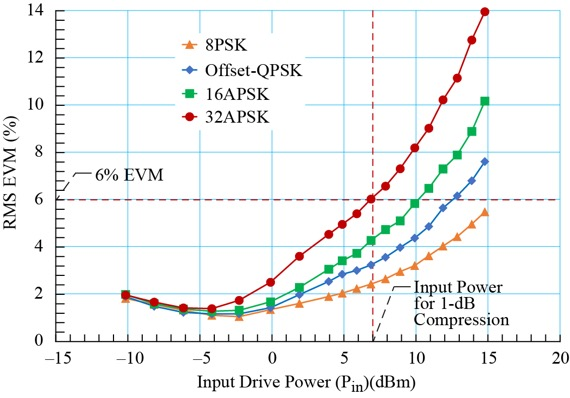 14
12
10
8
6
4
2
0
RMS EVM (%)
8PSK
Offset-QPSK
16APSK
32APSK
6% EVM
Input Power
for 1-dB
Compression
−15
−10
−5
0
5
10
15
20
Input Drive Power (Pin)(dBm)